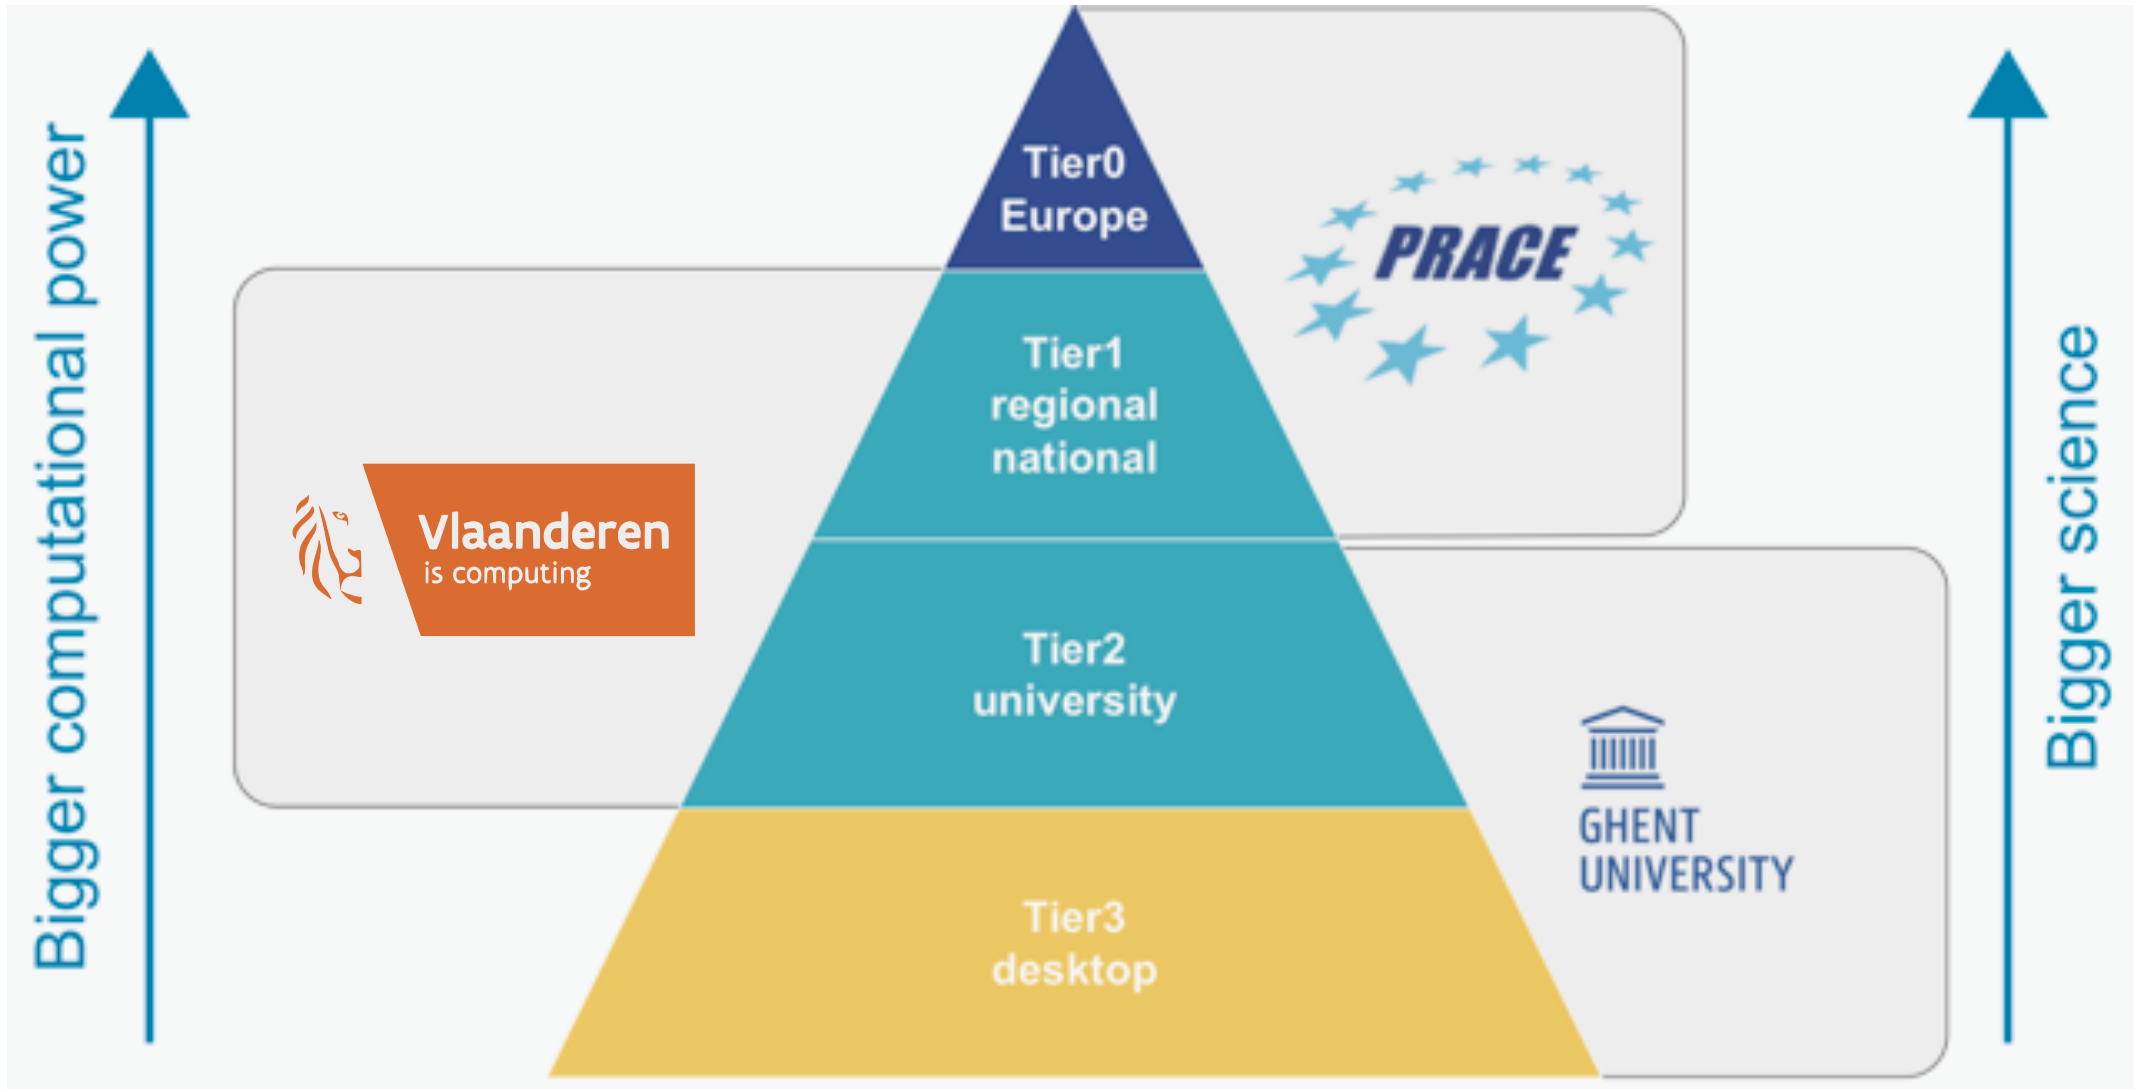 Bigger computational power
Tier0
Europe
PRACE
Tier1
regional
national
Vlaanderen
is computing
Tier2
university
GHENT
UNIVERSITY
Tier3
desktop
Bigger science